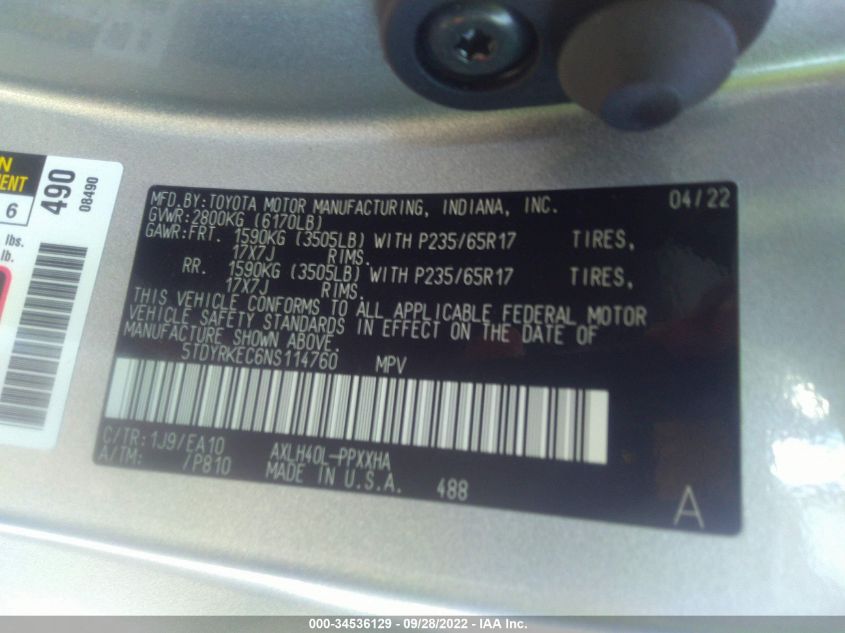 N
ENT
6
490
08490
lbs.
lb.
MFD.BY:TOYOTA MOTOR MANUFACTURING, INDIANA, INC. 04/22
GVWR:2800KG (6170LB)
GAWR:FRT. 1590KG (3505LB) WITH P235/65R17 TIRES,
17X7J RIMS.
RR. 1590KG (3505LB) WITH P235/65R17 TIRES,
17X7J RIMS.
THIS VEHICLE CONFORMS TO ALL APPLICABLE FEDERAL MOTOR
VEHICLE SAFETY STANDARDS IN EFFECT ON THE DATE OF
MANUFACTURE SHOWN ABOVE.
5TDYRKEC6NS114760 MPV
C/TR:1J9/EA10 AXLH40L-PPXXHA
A/TM: /P810 MADE IN U.S.A. 488
A
000-34536129 - 09/28/2022 - IAA Inc.